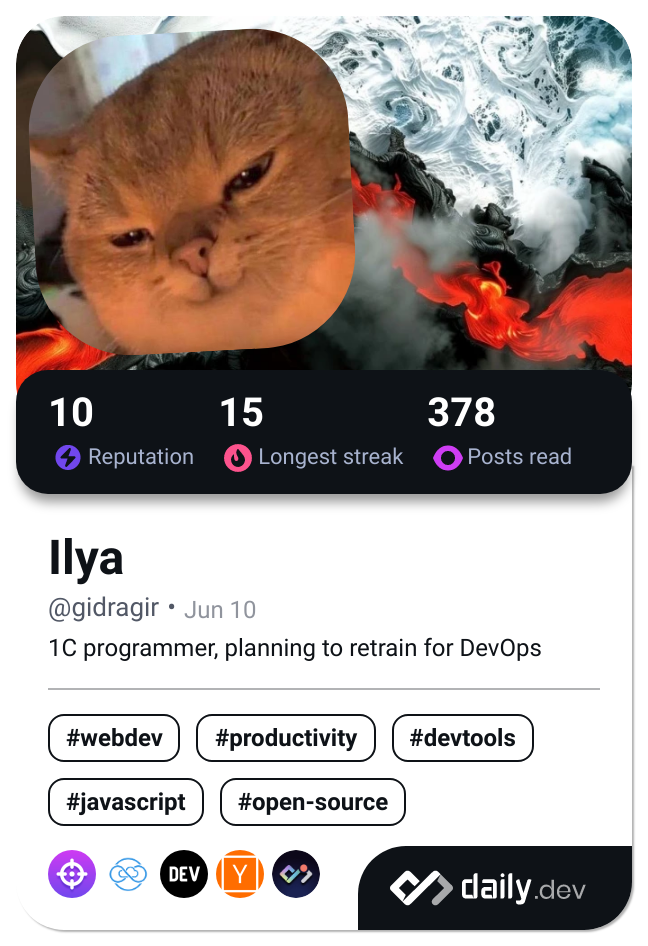 10 15 378
Reputation Longest streak Posts read
Ilya
@gidragir • Jun 10
1C programmer, planning to retrain for DevOps
#webdev #productivity #devtools
#javascript #open-source
DEV Y daily.dev